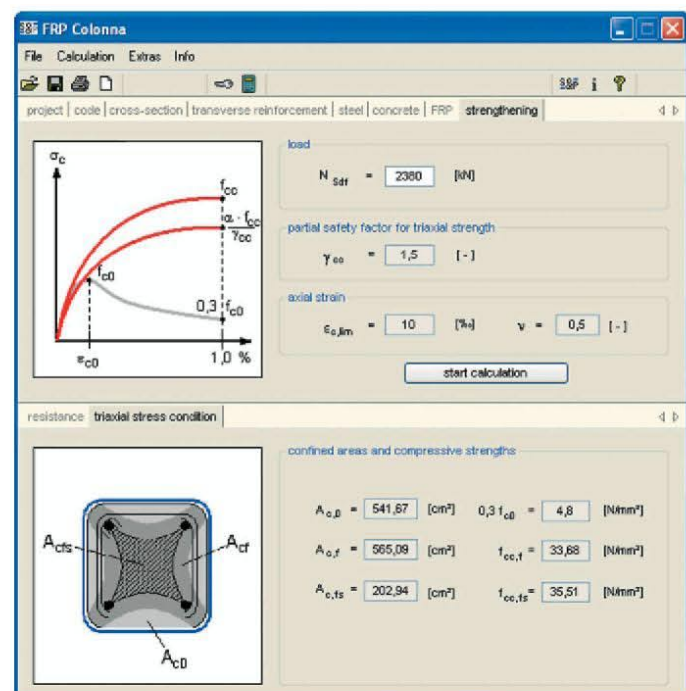 S&P FRP Colonna
File Calculation Extras Info
S&P i ?
project code cross-section transverse reinforcement steel concrete FRP strengthening
σc
fcc
α · fcc
γcc
fc0
0,3 fc0
εc0
1,0 %
load
N Sdf = 2380 [kN]
partial safety factor for triaxial strength
γcc = 1,5 [ - ]
axial strain
εc,lim = 10 [‰] ν = 0,5 [ - ]
start calculation
resistance triaxial stress condition
Acfs
Acf
Ac0
confined areas and compressive strengths
Ac,0 = 541,67 [cm²] 0,3 fc0 = 4,8 [N/mm²]
Ac,f = 565,09 [cm²] fcc,f = 33,68 [N/mm²]
Ac,fs = 202,94 [cm²] fcc,fs = 35,51 [N/mm²]